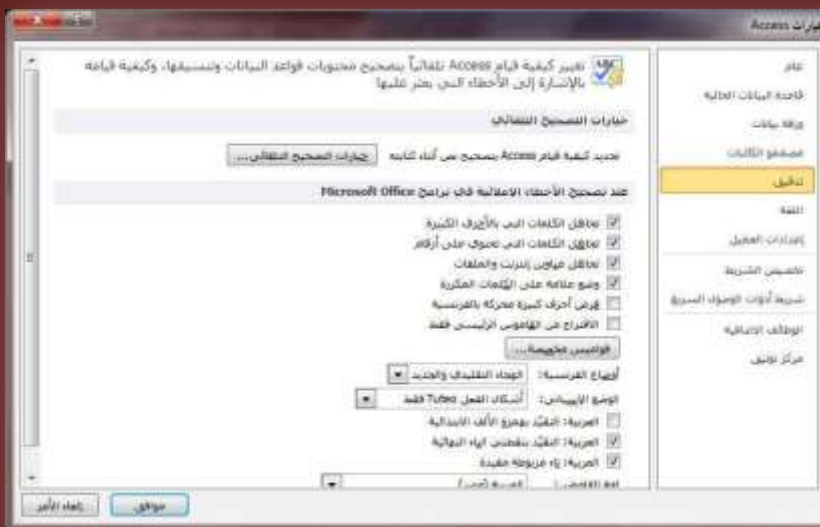 خيارات Access
عام
قاعدة البيانات الحالية
ورقة بيانات
مصممو الكائنات
تدقيق
اللغة
إعدادات العميل
تخصيص الشريط
شريط أدوات الوصول السريع
الوظائف الإضافية
مركز توثيق
تغيير كيفية قيام Access تلقائياً بتصحيح محتويات قواعد البيانات وتنسيقها، وكيفية قيامه
بالإشارة إلى الأخطاء التي يعثر عليها
خيارات التصحيح التلقائي
تحديد كيفية قيام Access بتصحيح نص أثناء كتابته خيارات التصحيح التلقائي...
عند تصحيح الأخطاء الإملائية في برامج Microsoft Office
تجاهل الكلمات التي بالأحرف الكبيرة
تجاهل الكلمات التي تحتوي على أرقام
تجاهل عناوين إنترنت والملفات
وضع علامة على الكلمات المكررة
فرض أحرف كبيرة محركة بالفرنسية
الاقتراح من القاموس الرئيسي فقط
قواميس مخصصة...
أوضاع الفرنسية: الهجاء التقليدي والجديد
الوضع الإسباني: أشكال الفعل Tuteo فقط
العربية: التقيّد بهمزة الألف الابتدائية
العربية: التقيّد بنقطتي الياء النهائية
العربية: تاء مربوطة مقيدة
موافق
إلغاء الأمر